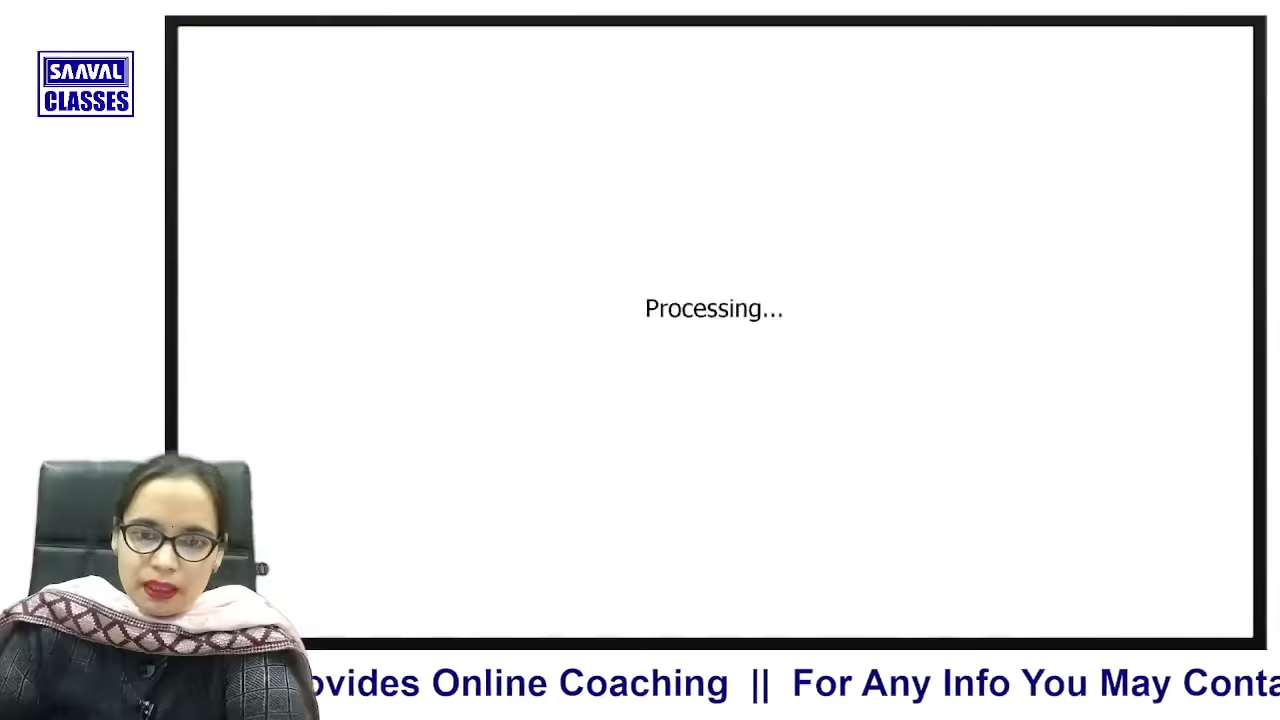 SAAVAL
CLASSES
Processing...
ovides Online Coaching || For Any Info You May Conta